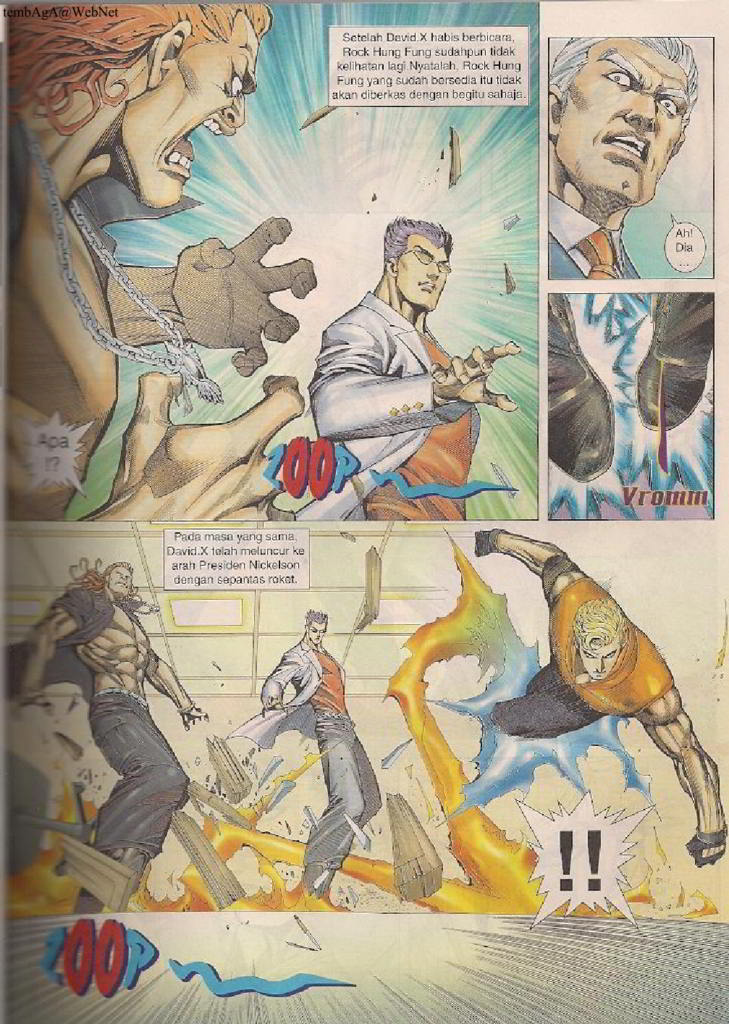 tembAgA@WebNet
Setelah David.X habis berbicara,
Rock Hung Fung sudahpun tidak
kelihatan lagi.Nyatalah, Rock Hung
Fung yang sudah bersedia itu tidak
akan diberkas dengan begitu sahaja.
Ah!
Dia
...
Apa
!?
ZOOP
Vromm
Pada masa yang sama,
David.X telah meluncur ke
arah Presiden Nickelson
dengan sepantas roket.
!!
ZOOP